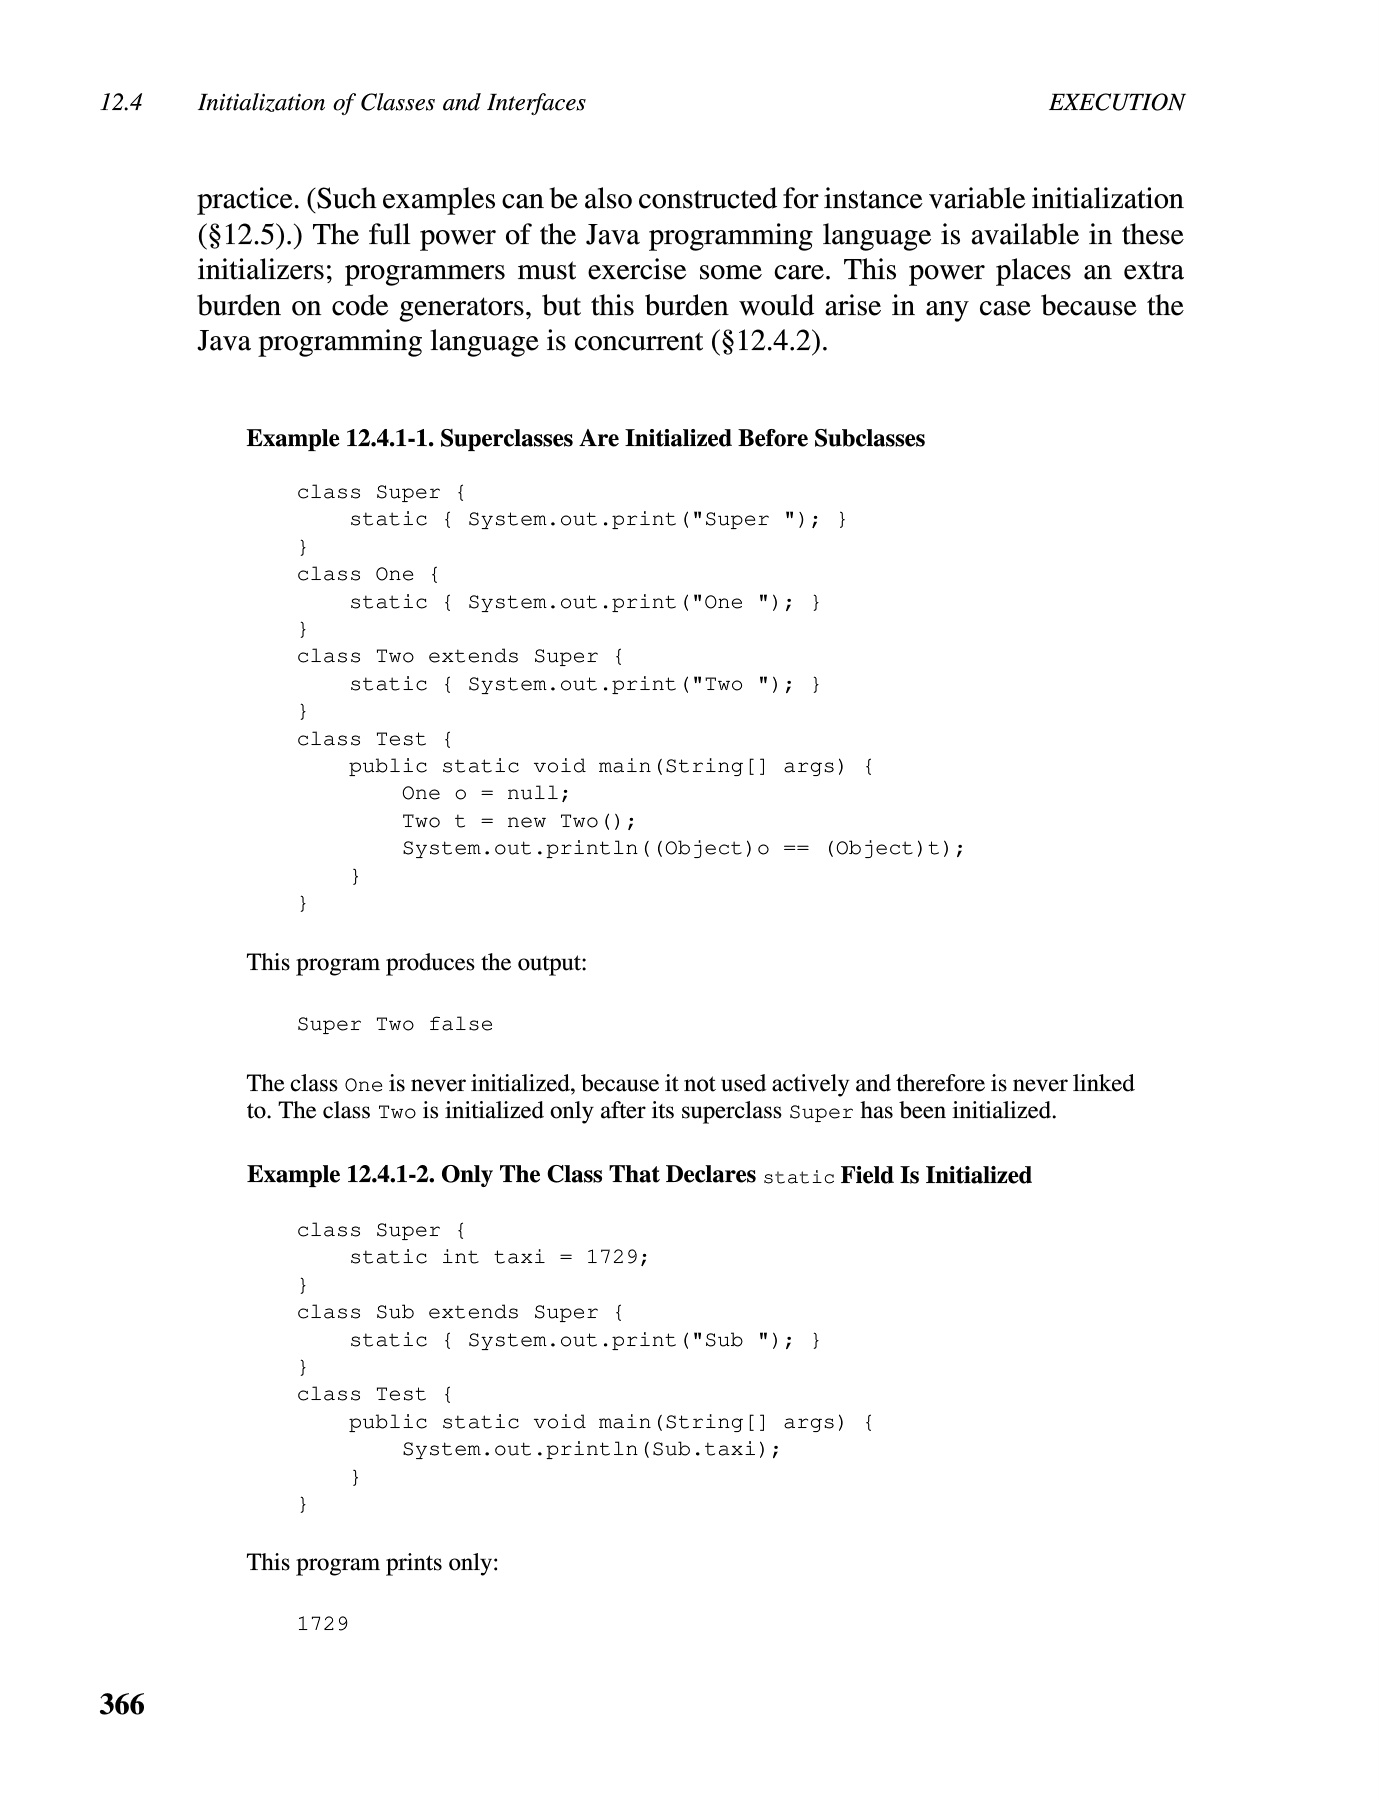 12.4 Initialization of Classes and Interfaces EXECUTION
practice. (Such examples can be also constructed for instance variable initialization
(§12.5).) The full power of the Java programming language is available in these
initializers; programmers must exercise some care. This power places an extra
burden on code generators, but this burden would arise in any case because the
Java programming language is concurrent (§12.4.2).
Example 12.4.1-1. Superclasses Are Initialized Before Subclasses
class Super {
    static { System.out.print("Super "); }
}
class One {
    static { System.out.print("One "); }
}
class Two extends Super {
    static { System.out.print("Two "); }
}
class Test {
    public static void main(String[] args) {
        One o = null;
        Two t = new Two();
        System.out.println((Object)o == (Object)t);
    }
}
This program produces the output:
Super Two false
The class One is never initialized, because it not used actively and therefore is never linked
to. The class Two is initialized only after its superclass Super has been initialized.
Example 12.4.1-2. Only The Class That Declares static Field Is Initialized
class Super {
    static int taxi = 1729;
}
class Sub extends Super {
    static { System.out.print("Sub "); }
}
class Test {
    public static void main(String[] args) {
        System.out.println(Sub.taxi);
    }
}
This program prints only:
1729
366